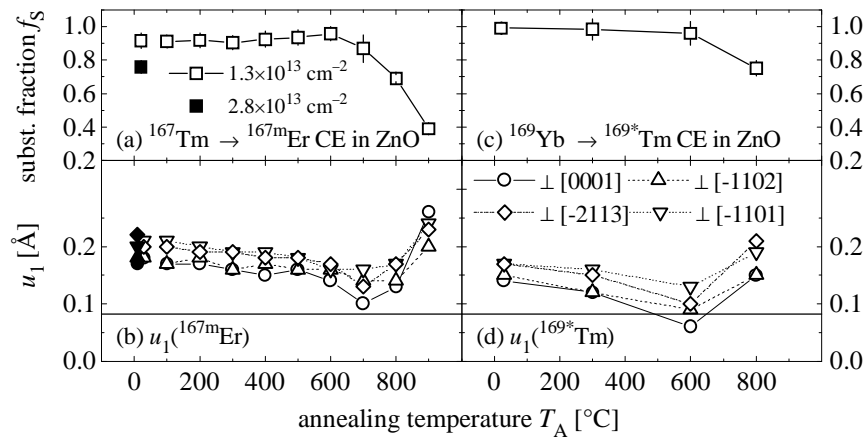 subst. fraction f_S
1.0
0.8
0.6
0.4
0.2
1.3×10^13 cm^−2
2.8×10^13 cm^−2
(a) ^167Tm → ^167mEr CE in ZnO
(c) ^169Yb → ^169*Tm CE in ZnO
1.0
0.8
0.6
0.4
0.2
u_1 [Å]
0.2
0.1
0.0
⊥ [0001]
⊥ [-1102]
⊥ [-2113]
⊥ [-1101]
(b) u_1(^167mEr)
(d) u_1(^169*Tm)
0.2
0.1
0.0
0 200 400 600 800
0 200 400 600 800
annealing temperature T_A [°C]